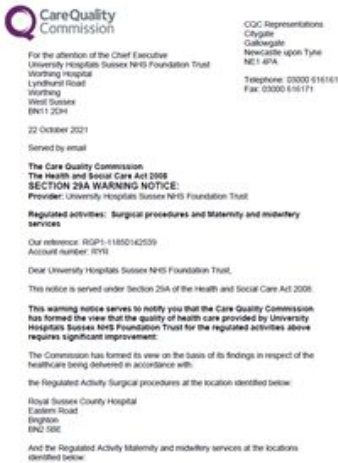 CareQuality
Commission
CQC Representations
Citygate
Gallowgate
Newcastle upon Tyne
NE1 4PA
Telephone: 03000 616161
Fax: 03000 616171
For the attention of the Chief Executive
University Hospitals Sussex NHS Foundation Trust
Worthing Hospital
Lyndhurst Road
Worthing
West Sussex
BN11 2DH
22 October 2021
Served by email
The Care Quality Commission
The Health and Social Care Act 2008
SECTION 29A WARNING NOTICE:
Provider: University Hospitals Sussex NHS Foundation Trust
Regulated activities: Surgical procedures and Maternity and midwifery
services
Our reference: RGP1-11850142539
Account number: RYR
Dear University Hospitals Sussex NHS Foundation Trust,
This notice is served under Section 29A of the Health and Social Care Act 2008.
This warning notice serves to notify you that the Care Quality Commission
has formed the view that the quality of health care provided by University
Hospitals Sussex NHS Foundation Trust for the regulated activities above
requires significant improvement:
The Commission has formed its view on the basis of its findings in respect of the
healthcare being delivered in accordance with:
the Regulated Activity Surgical procedures at the location identified below:
Royal Sussex County Hospital
Eastern Road
Brighton
BN2 5BE
And the Regulated Activity Maternity and midwifery services at the locations
identified below: